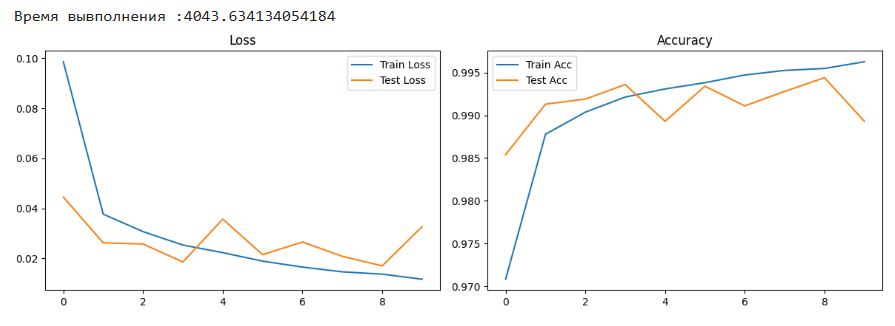 Время вывполнения :4043.634134054184
Loss
Train Loss
Test Loss
0.10
0.08
0.06
0.04
0.02
0 2 4 6 8
Accuracy
Train Acc
Test Acc
0.995
0.990
0.985
0.980
0.975
0.970
0 2 4 6 8